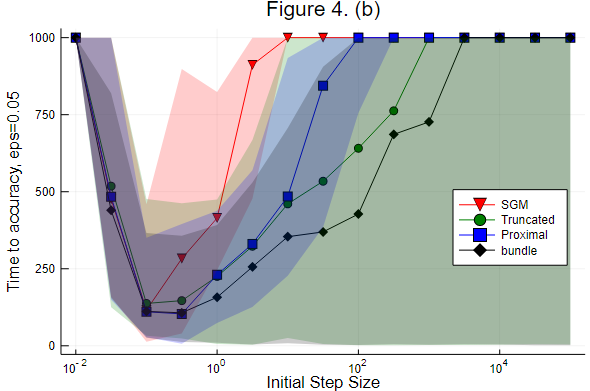 Figure 4. (b)
Time to accuracy, eps=0.05
1000
750
500
250
0
SGM
Truncated
Proximal
bundle
10⁻² 10⁰ 10² 10⁴
Initial Step Size